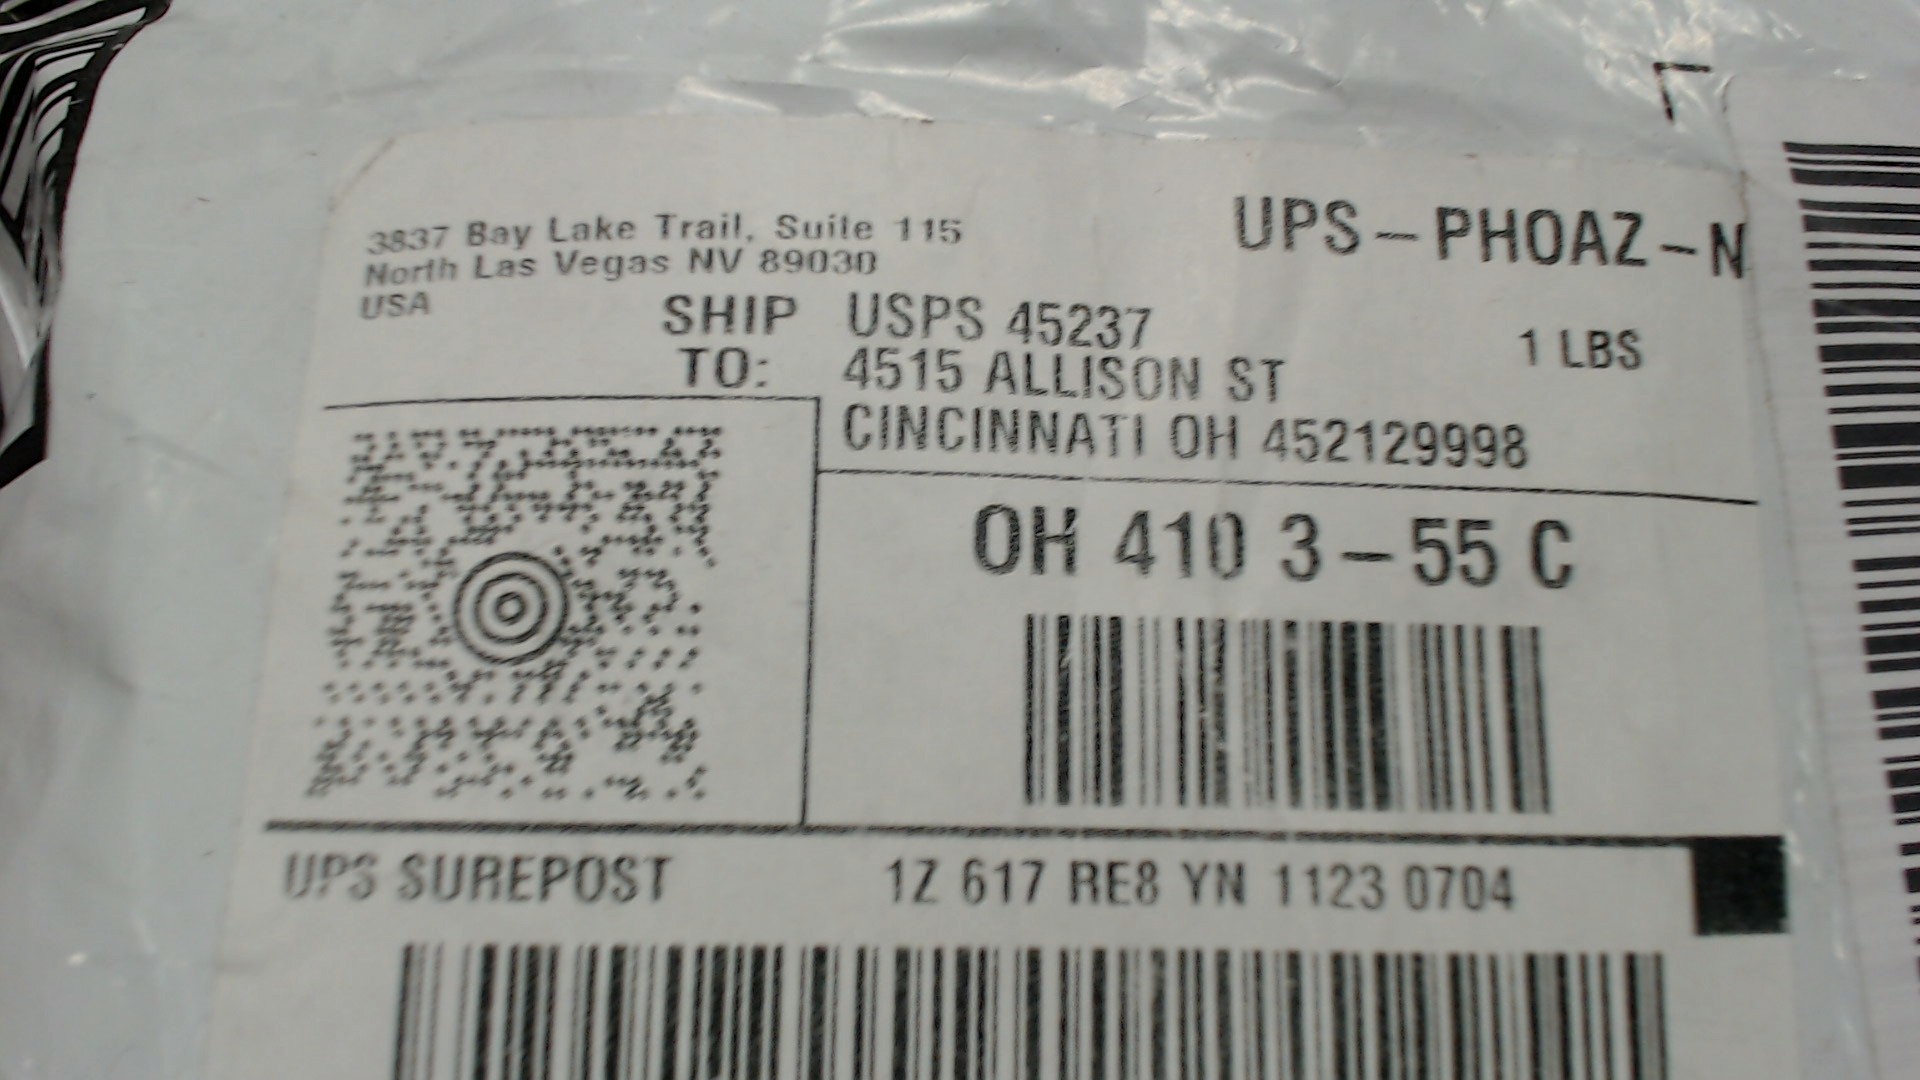 3837 Bay Lake Trail, Suite 115
North Las Vegas NV 89030
USA
UPS-PHOAZ-N
1 LBS
SHIP TO:
USPS 45237
4515 ALLISON ST
CINCINNATI OH 452129998
OH 410 3-55 C
UPS SUREPOST
1Z 617 RE8 YN 1123 0704